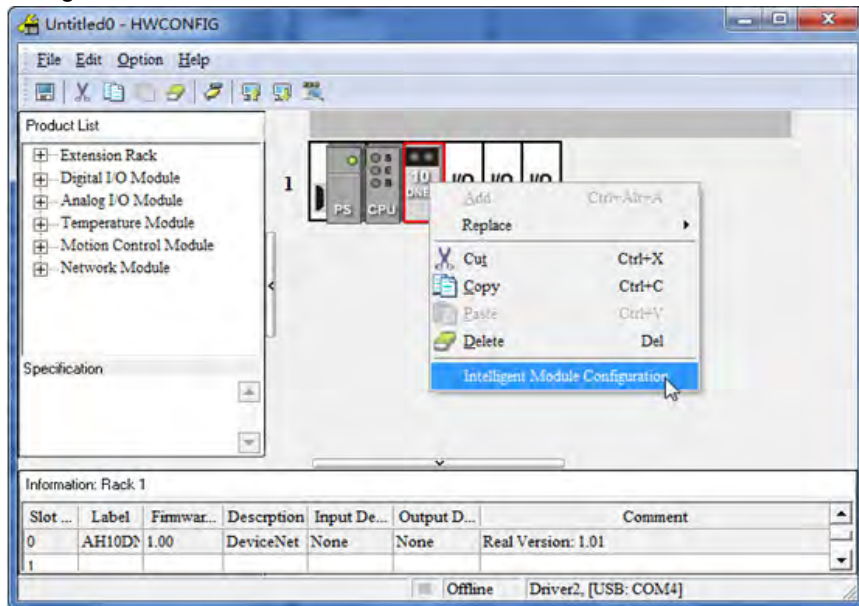 Untitled0 - HWCONFIG
File Edit Option Help
Product List
Extension Rack
Digital I/O Module
Analog I/O Module
Temperature Module
Motion Control Module
Network Module
1
PS CPU 10 I/O I/O I/O
Add Ctrl+Alt+A
Replace
Cut Ctrl+X
Copy Ctrl+C
Paste Ctrl+V
Delete Del
Intelligent Module Configuration
Specification
Information: Rack 1
Slot ... Label Firmwar... Descrption Input De... Output D... Comment
0 AH10DN 1.00 DeviceNet None None Real Version: 1.01
1
Offline Driver2, [USB: COM4]